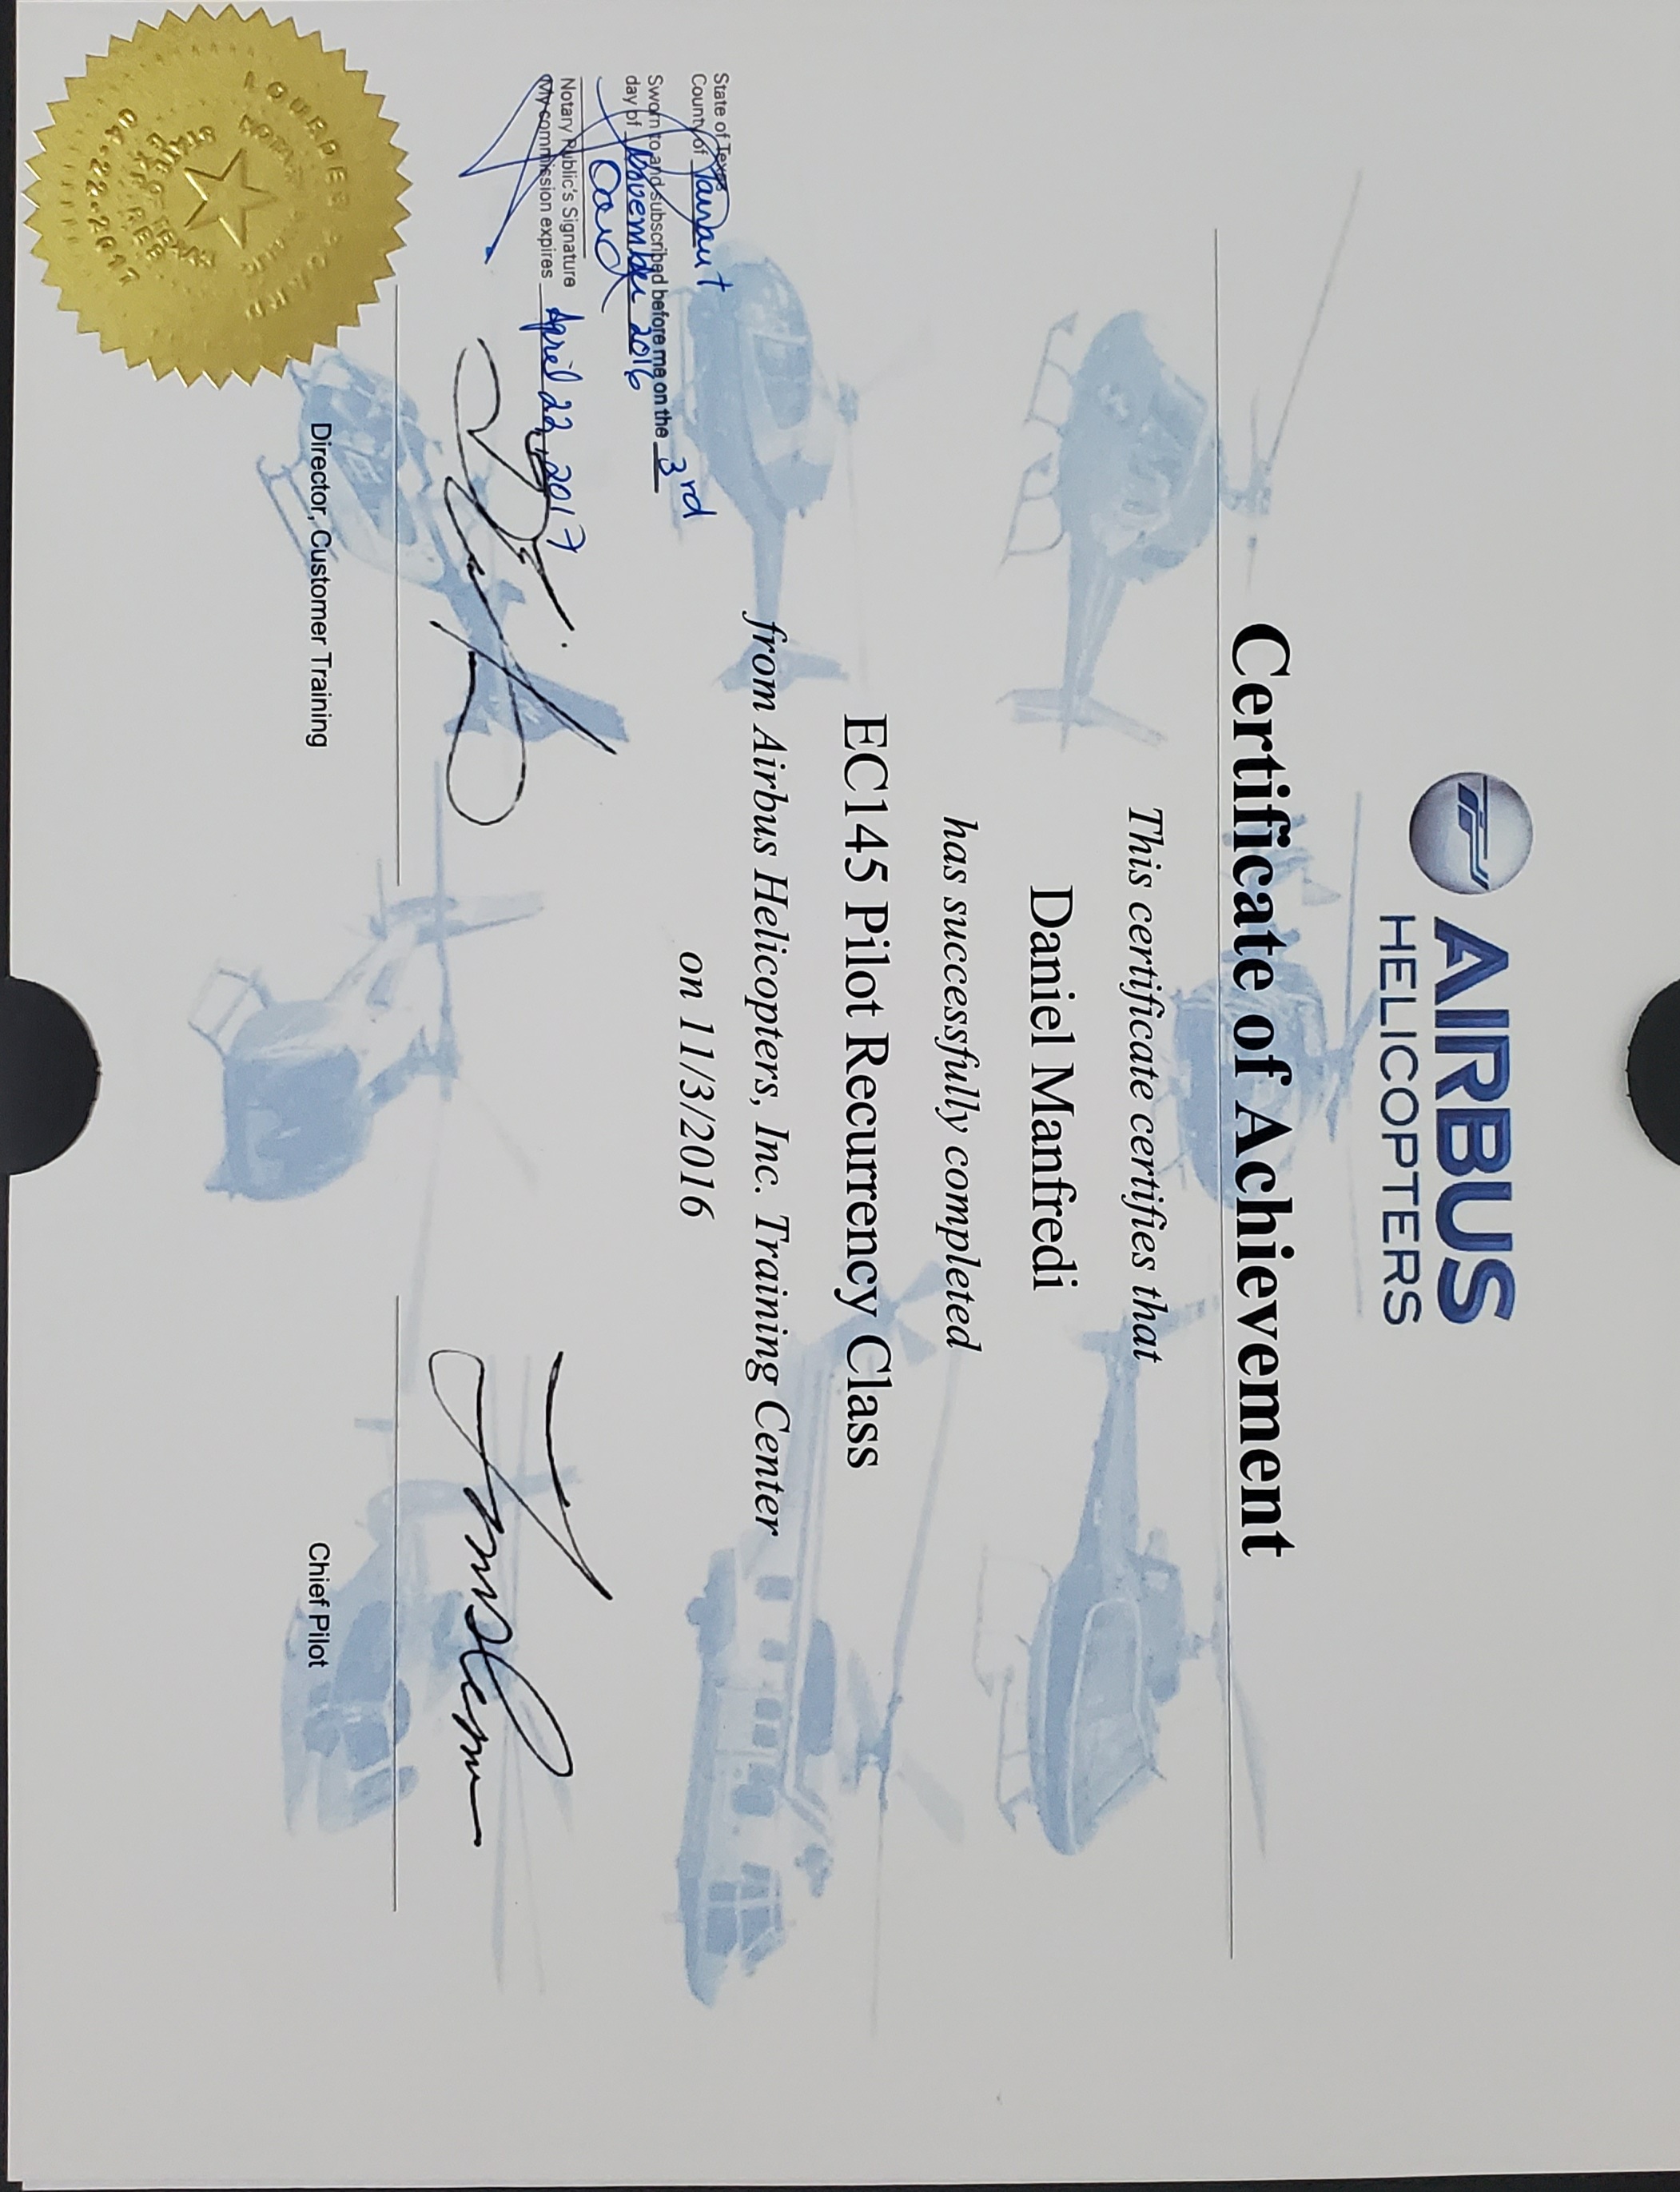 AIRBUS
HELICOPTERS
Certificate of Achievement
This certificate certifies that
Daniel Manfredi
has successfully completed
EC145 Pilot Recurrency Class
from Airbus Helicopters, Inc. Training Center
on 11/3/2016
State of Texas
County of Tarrant
Sworn to and subscribed before me on the 3rd
day of November 2016
Notary Public's Signature
My commission expires April 22, 2017
Director, Customer Training
Chief Pilot
LOURDES BOARD
NOTARY PUBLIC
STATE OF TEXAS
EXPIRES
04-22-2017